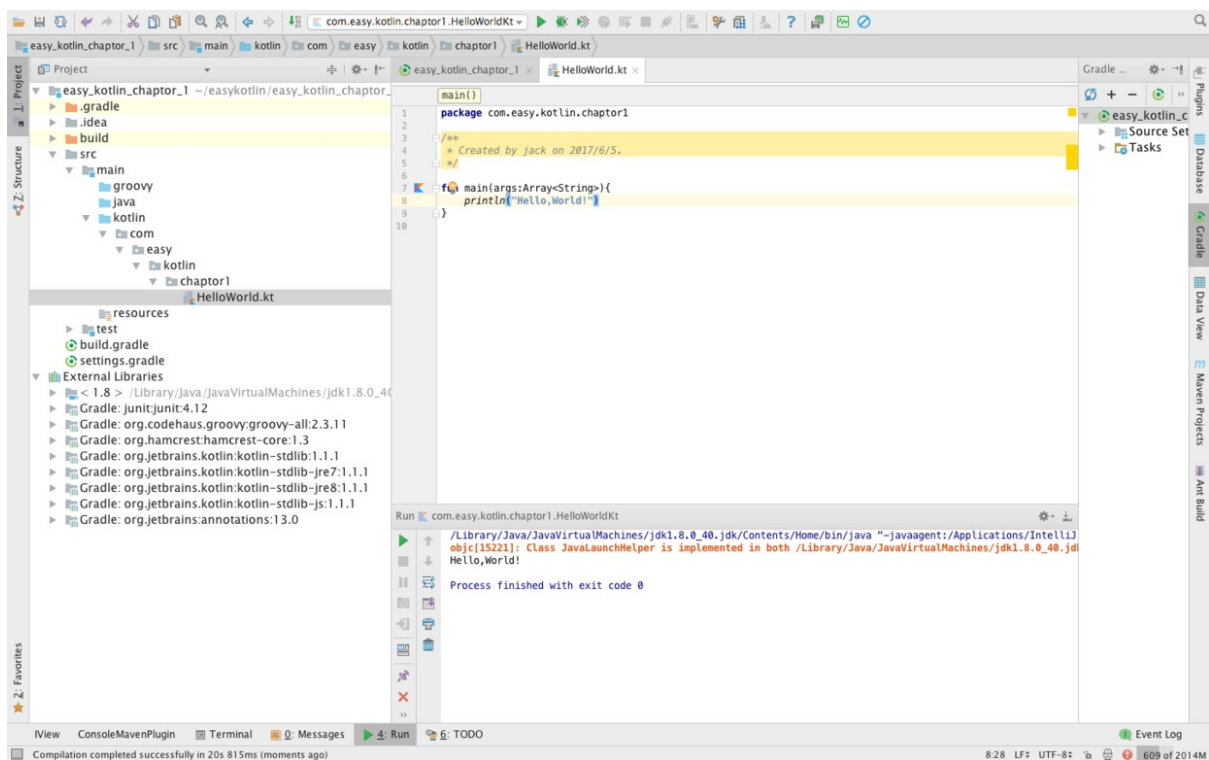 com.easy.kotlin.chaptor1.HelloWorldKt
easy_kotlin_chaptor_1 src main kotlin com easy kotlin chaptor1 HelloWorld.kt
Project
easy_kotlin_chaptor_1 ~/easykotlin/easy_kotlin_chaptor_
.gradle
.idea
build
src
main
groovy
java
kotlin
com
easy
kotlin
chaptor1
HelloWorld.kt
resources
test
build.gradle
settings.gradle
External Libraries
< 1.8 > /Library/Java/JavaVirtualMachines/jdk1.8.0_40
Gradle: junit:junit:4.12
Gradle: org.codehaus.groovy:groovy-all:2.3.11
Gradle: org.hamcrest:hamcrest-core:1.3
Gradle: org.jetbrains.kotlin:kotlin-stdlib:1.1.1
Gradle: org.jetbrains.kotlin:kotlin-stdlib-jre7:1.1.1
Gradle: org.jetbrains.kotlin:kotlin-stdlib-jre8:1.1.1
Gradle: org.jetbrains.kotlin:kotlin-stdlib-js:1.1.1
Gradle: org.jetbrains:annotations:13.0
1: Project
Z: Structure
2: Favorites
easy_kotlin_chaptor_1 HelloWorld.kt
main()
1 package com.easy.kotlin.chaptor1
2
3 /**
4 * Created by jack on 2017/6/5.
5 */
6
7 main(args:Array<String>){
8 println("Hello,World!")
9 }
10
Run com.easy.kotlin.chaptor1.HelloWorldKt
/Library/Java/JavaVirtualMachines/jdk1.8.0_40.jdk/Contents/Home/bin/java "-javaagent:/Applications/IntelliJ
objc[15221]: Class JavaLaunchHelper is implemented in both /Library/Java/JavaVirtualMachines/jdk1.8.0_40.jd
Hello,World!
Process finished with exit code 0
Gradle ..
easy_kotlin_c
Source Set
Tasks
Plugins
Database
Gradle
Data View
Maven Projects
Ant Build
IView ConsoleMavenPlugin Terminal 0: Messages 4: Run 6: TODO Event Log
Compilation completed successfully in 20s 815ms (moments ago) 8:28 LF UTF-8 609 of 2014M